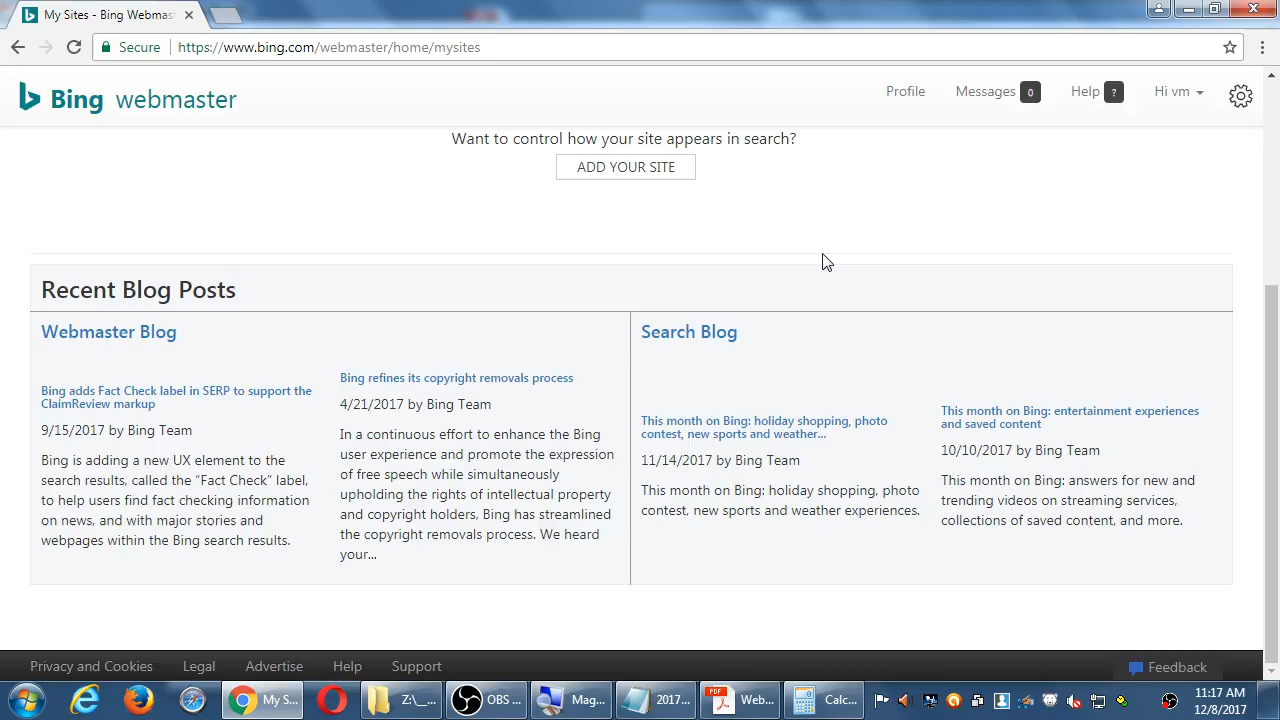 My Sites - Bing Webmas
Secure https://www.bing.com/webmaster/home/mysites
Bing webmaster
Profile Messages 0 Help ? Hi vm
Want to control how your site appears in search?
ADD YOUR SITE
Recent Blog Posts
Webmaster Blog
Bing adds Fact Check label in SERP to support the
ClaimReview markup
9/15/2017 by Bing Team
Bing is adding a new UX element to the
search results, called the “Fact Check” label,
to help users find fact checking information
on news, and with major stories and
webpages within the Bing search results.
Bing refines its copyright removals process
4/21/2017 by Bing Team
In a continuous effort to enhance the Bing
user experience and promote the expression
of free speech while simultaneously
upholding the rights of intellectual property
and copyright holders, Bing has streamlined
the copyright removals process. We heard
your...
Search Blog
This month on Bing: holiday shopping, photo
contest, new sports and weather...
11/14/2017 by Bing Team
This month on Bing: holiday shopping, photo
contest, new sports and weather experiences.
This month on Bing: entertainment experiences
and saved content
10/10/2017 by Bing Team
This month on Bing: answers for new and
trending videos on streaming services,
collections of saved content, and more.
Privacy and Cookies Legal Advertise Help Support Feedback
My S... Z:\__... OBS ... Mag... 2017... PDF Web... Calc... 11:17 AM
12/8/2017